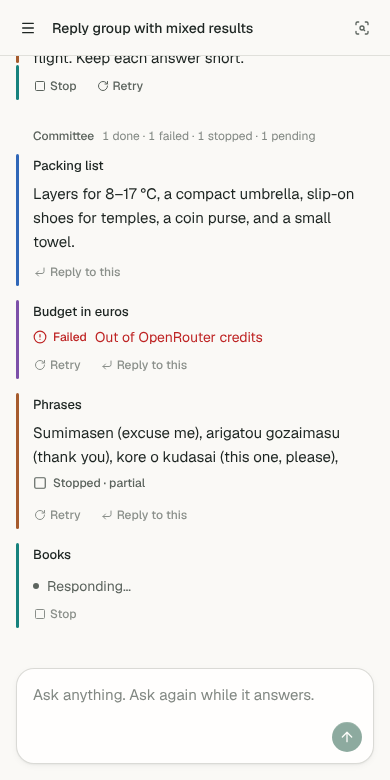 Reply group with mixed results
flight. Keep each answer short.
Stop Retry
Committee 1 done · 1 failed · 1 stopped · 1 pending
Packing list
Layers for 8–17 °C, a compact umbrella, slip-on
shoes for temples, a coin purse, and a small
towel.
Reply to this
Budget in euros
Failed Out of OpenRouter credits
Retry Reply to this
Phrases
Sumimasen (excuse me), arigatou gozaimasu
(thank you), kore o kudasai (this one, please),
Stopped · partial
Retry Reply to this
Books
Responding…
Stop
Ask anything. Ask again while it answers.